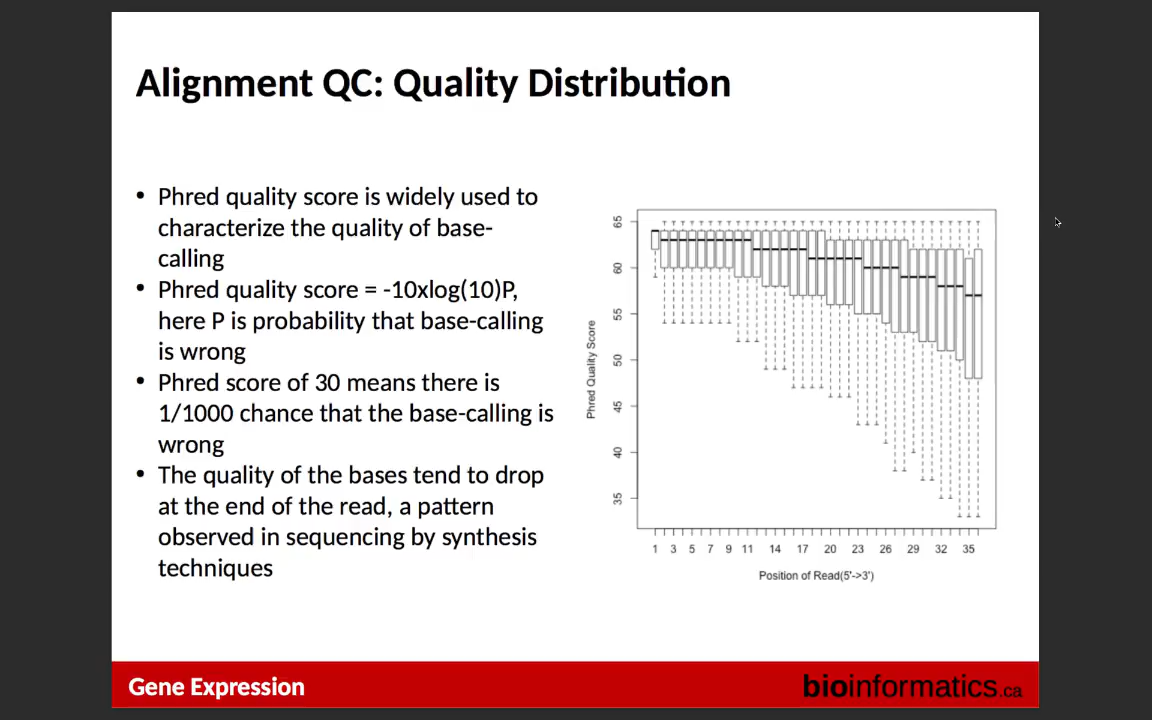 Alignment QC: Quality Distribution
• Phred quality score is widely used to
characterize the quality of base-
calling
• Phred quality score = -10xlog(10)P,
here P is probability that base-calling
is wrong
• Phred score of 30 means there is
1/1000 chance that the base-calling is
wrong
• The quality of the bases tend to drop
at the end of the read, a pattern
observed in sequencing by synthesis
techniques
Phred Quality Score
65
60
55
50
45
40
35
1 3 5 7 9 11 14 17 20 23 26 29 32 35
Position of Read(5'->3')
Gene Expression
bioinformatics.ca